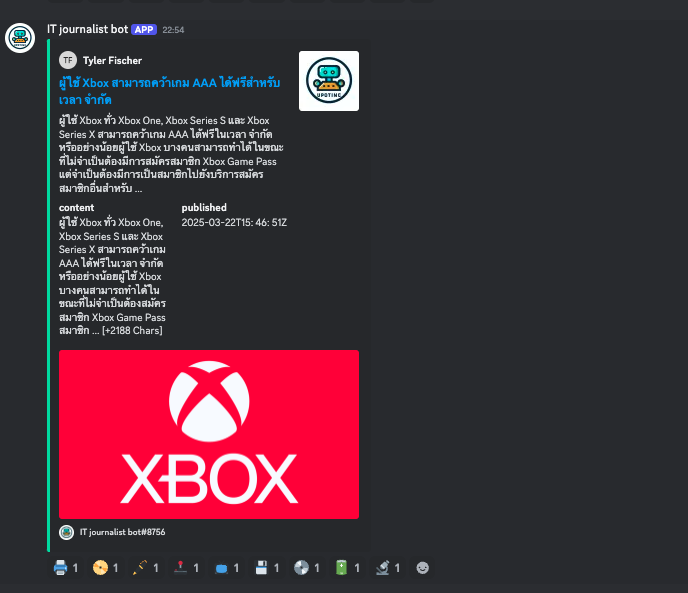 IT journalist bot APP 22:54
TF Tyler Fischer
ผู้ใช้ Xbox สามารถคว้าเกม AAA ได้ฟรีสำหรับ
เวลา จำกัด
UPDTIME
ผู้ใช้ Xbox ทั่ว Xbox One, Xbox Series S และ Xbox
Series X สามารถคว้าเกม AAA ได้ฟรีในเวลา จำกัด
หรืออย่างน้อยผู้ใช้ Xbox บางคนสามารถทำได้ในขณะ
ที่ไม่จำเป็นต้องมีการสมัครสมาชิก Xbox Game Pass
แต่จำเป็นต้องมีการเป็นสมาชิกไปยังบริการสมัคร
สมาชิกอื่นสำหรับ ...
content
ผู้ใช้ Xbox ทั่ว Xbox One,
Xbox Series S และ Xbox
Series X สามารถคว้าเกม
AAA ได้ฟรีในเวลา จำกัด
หรืออย่างน้อยผู้ใช้ Xbox
บางคนสามารถทำได้ใน
ขณะที่ไม่จำเป็นต้องสมัคร
สมาชิก Xbox Game Pass
สมาชิก ... [+2188 Chars]
published
2025-03-22T15: 46: 51Z
XBOX
IT journalist bot#8756
1 1 1 1 1 1 1 1 1